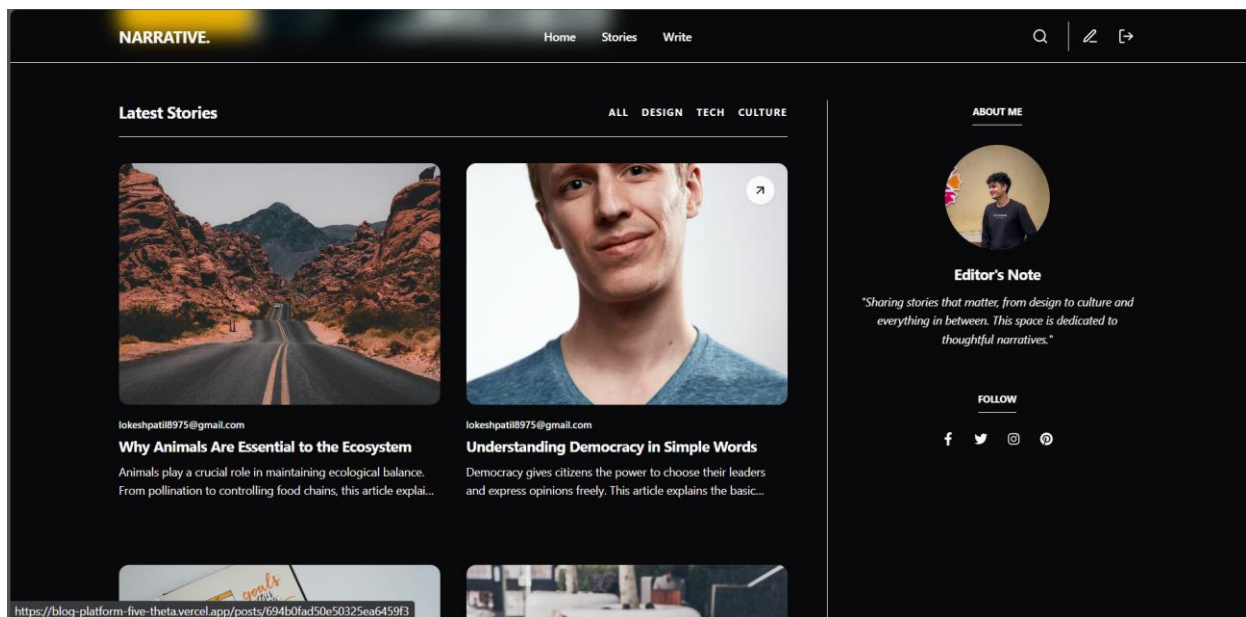 NARRATIVE.
Home Stories Write
Latest Stories
ALL DESIGN TECH CULTURE
lokeshpatil8975@gmail.com
Why Animals Are Essential to the Ecosystem
Animals play a crucial role in maintaining ecological balance.
From pollination to controlling food chains, this article explai...
lokeshpatil8975@gmail.com
Understanding Democracy in Simple Words
Democracy gives citizens the power to choose their leaders
and express opinions freely. This article explains the basic...
ABOUT ME
Editor's Note
"Sharing stories that matter, from design to culture and
everything in between. This space is dedicated to
thoughtful narratives."
FOLLOW
goals
https://blog-platform-five-theta.vercel.app/posts/694b0fad50e50325ea6459f3